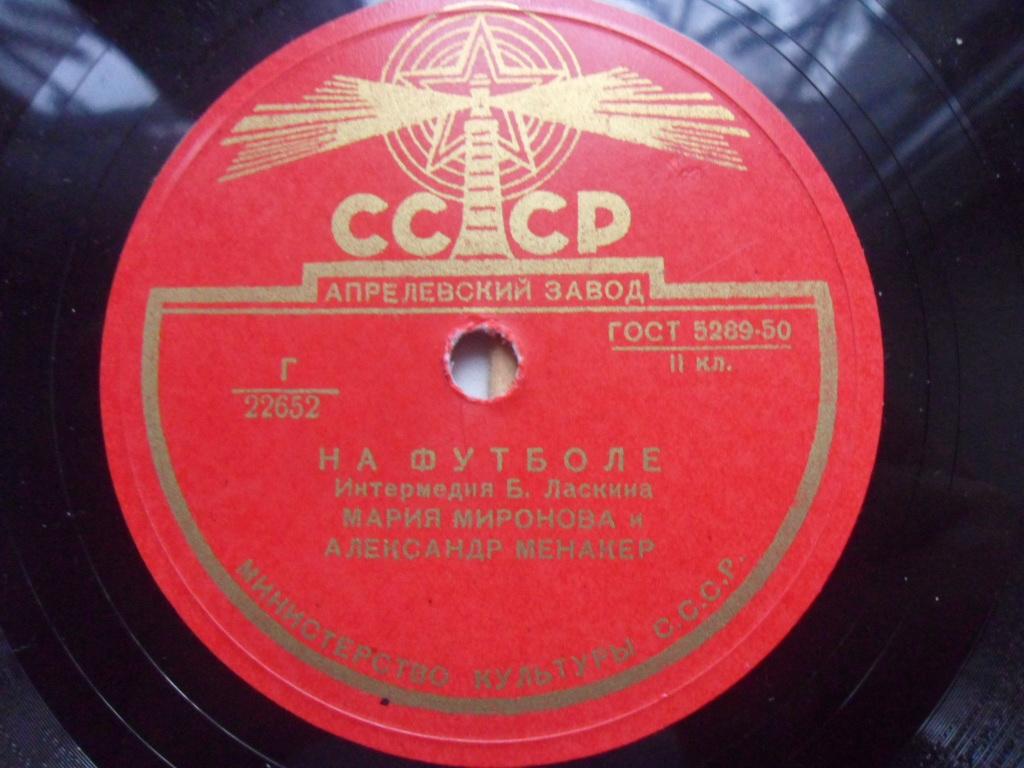 СССР
АПРЕЛЕВСКИЙ ЗАВОД
ГОСТ 5289-50
II кл.
Г
22652
НА ФУТБОЛЕ
Интермедия Б. Ласкина
МАРИЯ МИРОНОВА и
АЛЕКСАНДР МЕНАКЕР
МИНИСТЕРСТВО КУЛЬТУРЫ С.С.С.Р.